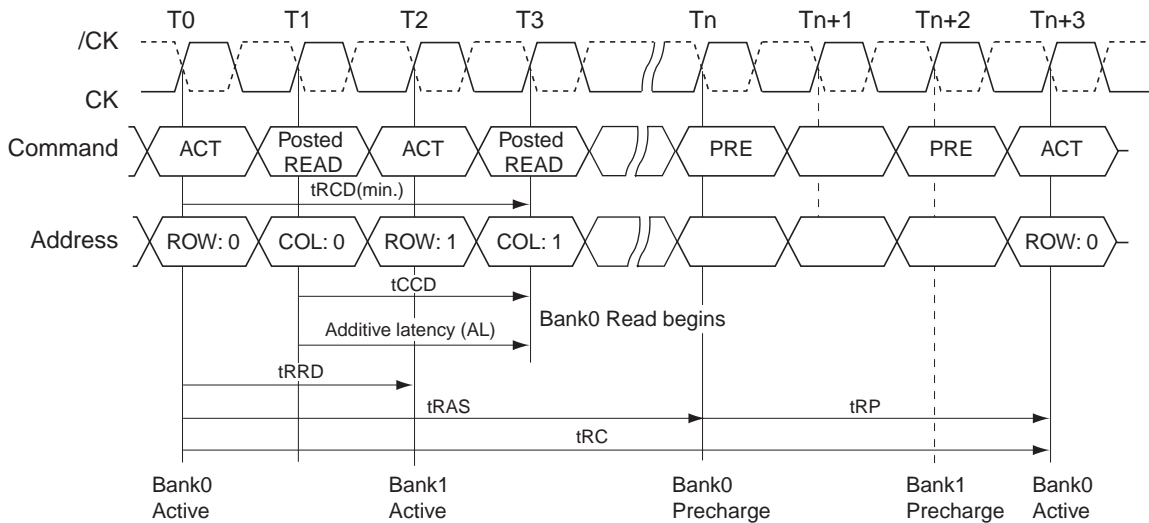 T0 T1 T2 T3 Tn Tn+1 Tn+2 Tn+3
/CK
CK
Command ACT Posted READ ACT Posted READ PRE PRE ACT
tRCD(min.)
Address ROW: 0 COL: 0 ROW: 1 COL: 1 ROW: 0
tCCD
Bank0 Read begins
Additive latency (AL)
tRRD
tRAS tRP
tRC
Bank0 Active Bank1 Active Bank0 Precharge Bank1 Precharge Bank0 Active